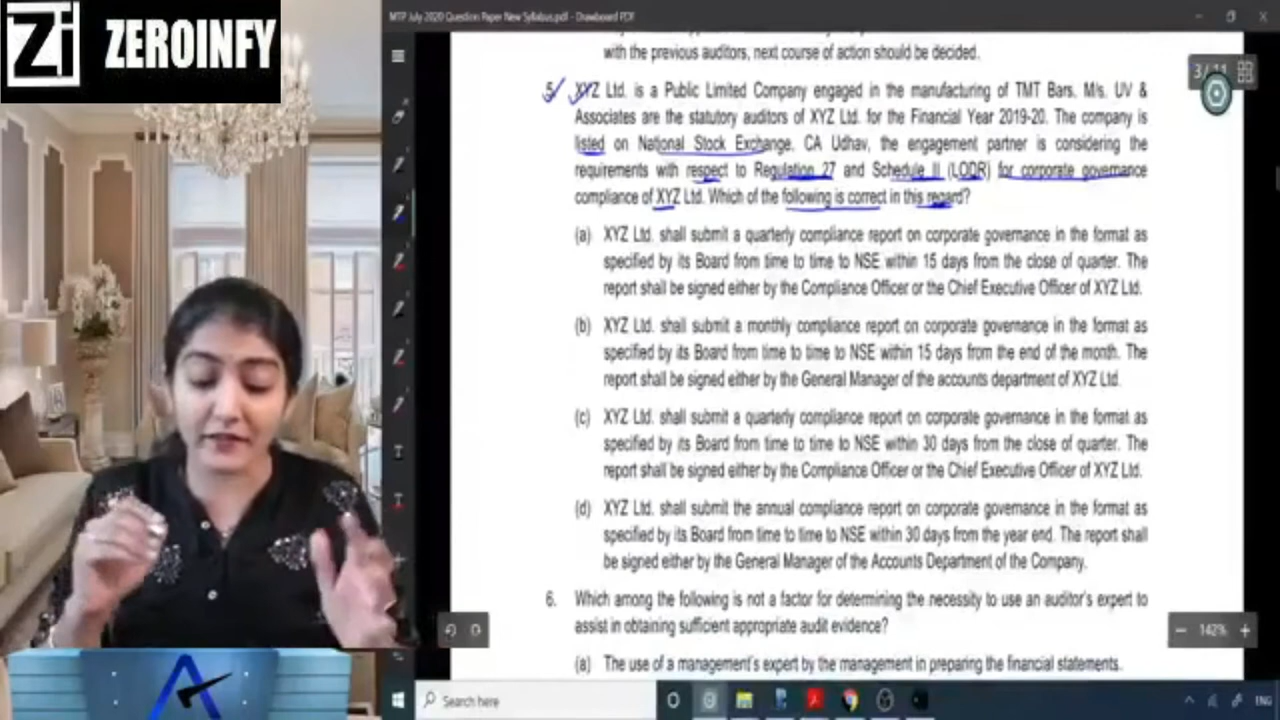 Zi ZEROINFY
MTP July 2020 Question Paper New Syllabus.pdf - Drawboard PDF
with the previous auditors, next course of action should be decided.
3/11
5. XYZ Ltd. is a Public Limited Company engaged in the manufacturing of TMT Bars. M/s. UV &
Associates are the statutory auditors of XYZ Ltd. for the Financial Year 2019-20. The company is
listed on National Stock Exchange. CA Udhav, the engagement partner is considering the
requirements with respect to Regulation 27 and Schedule II (LODR) for corporate governance
compliance of XYZ Ltd. Which of the following is correct in this regard?
(a) XYZ Ltd. shall submit a quarterly compliance report on corporate governance in the format as
specified by its Board from time to time to NSE within 15 days from the close of quarter. The
report shall be signed either by the Compliance Officer or the Chief Executive Officer of XYZ Ltd.
(b) XYZ Ltd. shall submit a monthly compliance report on corporate governance in the format as
specified by its Board from time to time to NSE within 15 days from the end of the month. The
report shall be signed either by the General Manager of the accounts department of XYZ Ltd.
(c) XYZ Ltd. shall submit a quarterly compliance report on corporate governance in the format as
specified by its Board from time to time to NSE within 30 days from the close of quarter. The
report shall be signed either by the Compliance Officer or the Chief Executive Officer of XYZ Ltd.
(d) XYZ Ltd. shall submit the annual compliance report on corporate governance in the format as
specified by its Board from time to time to NSE within 30 days from the year end. The report shall
be signed either by the General Manager of the Accounts Department of the Company.
6. Which among the following is not a factor for determining the necessity to use an auditor's expert to
assist in obtaining sufficient appropriate audit evidence?
142%
(a) The use of a management's expert by the management in preparing the financial statements.
Search here
ENG